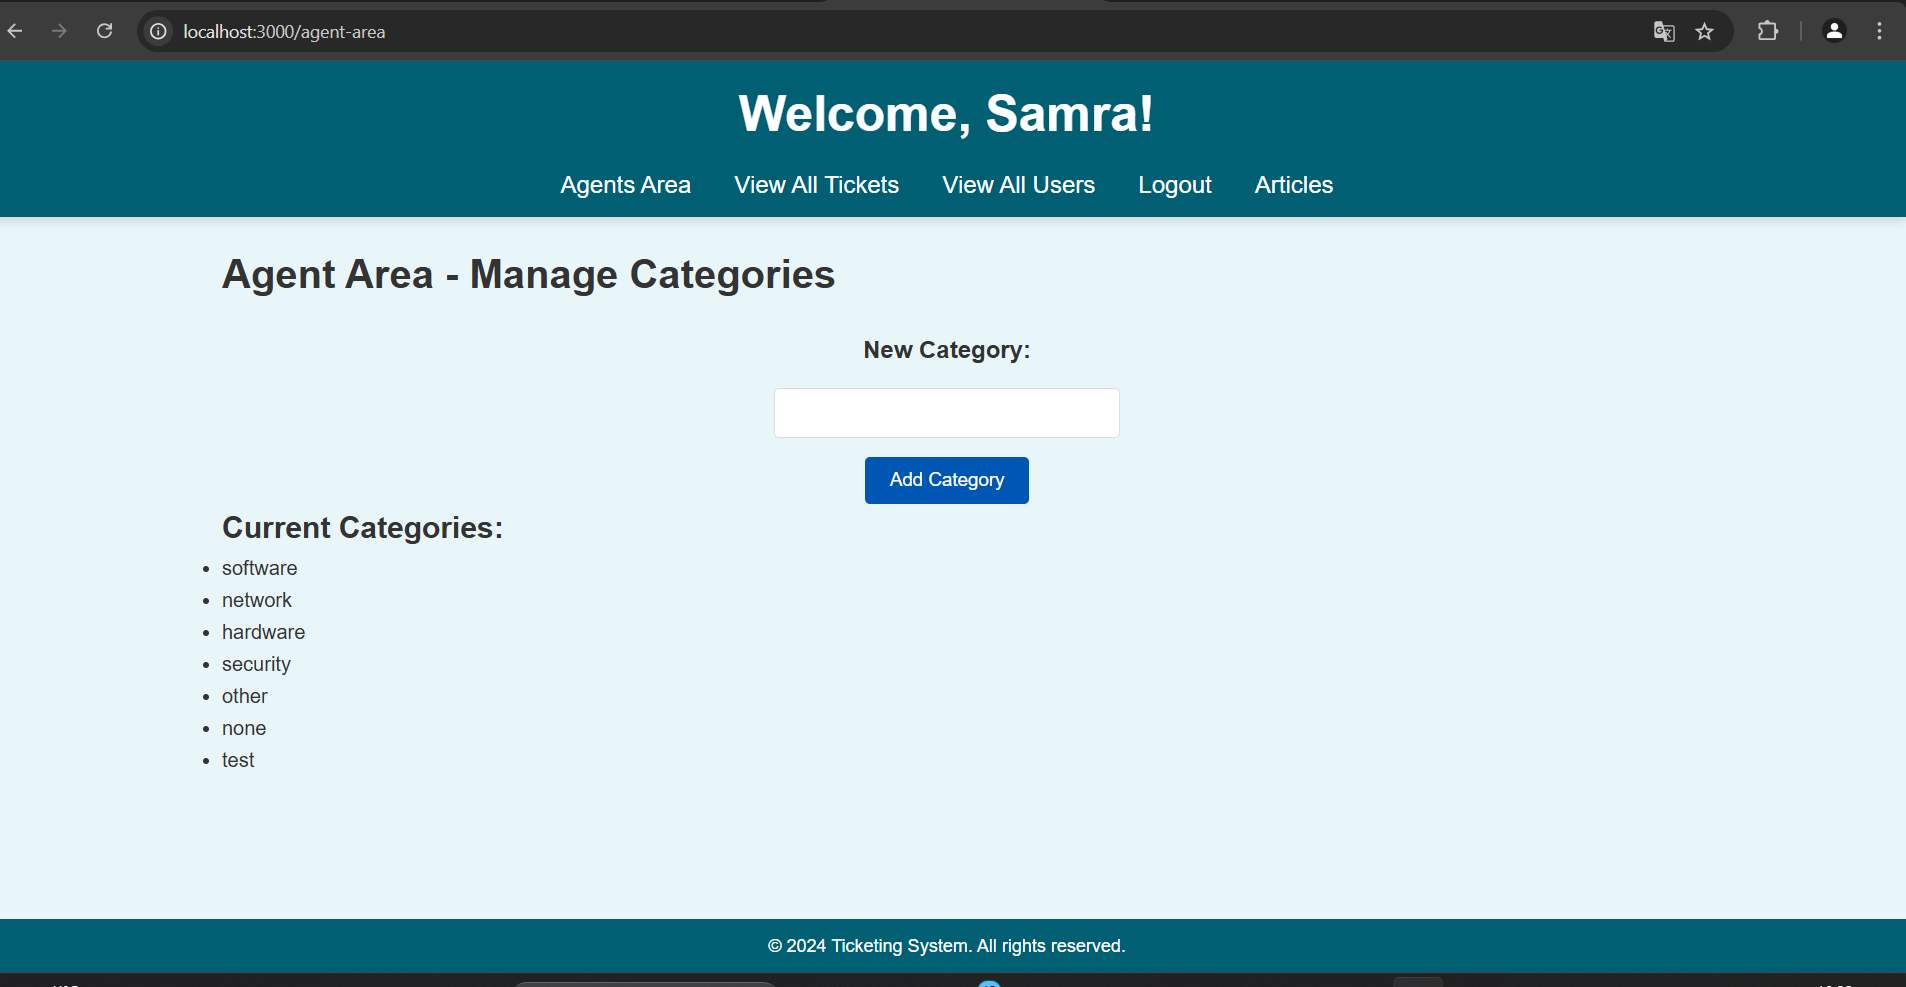 localhost:3000/agent-area
Welcome, Samra!
Agents Area View All Tickets View All Users Logout Articles
Agent Area - Manage Categories
New Category:
Add Category
Current Categories:
software
network
hardware
security
other
none
test
© 2024 Ticketing System. All rights reserved.